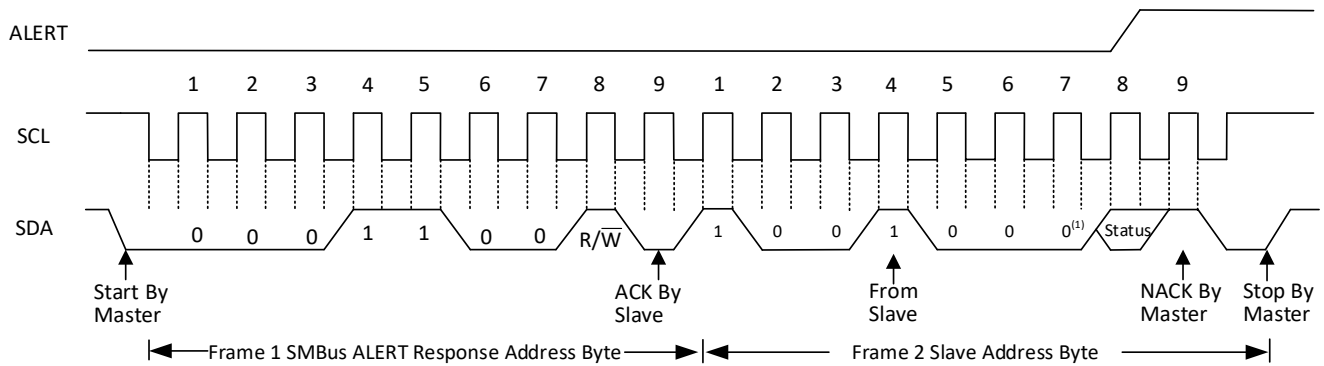 ALERT
1 2 3 4 5 6 7 8 9 1 2 3 4 5 6 7 8 9
SCL
SDA
0 0 0 1 1 0 0 R/W̅ 1 0 0 1 0 0 0⁽¹⁾ Status
Start By
Master
ACK By
Slave
From
Slave
NACK By
Master
Stop By
Master
Frame 1 SMBus ALERT Response Address Byte
Frame 2 Slave Address Byte